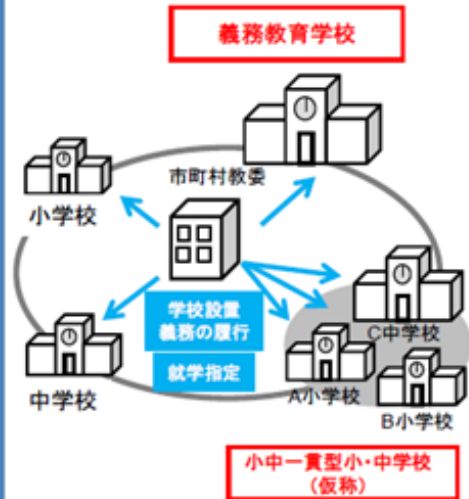 義務教育学校
市町村教委
小学校
学校設置
義務の履行
就学指定
中学校
C中学校
A小学校
B小学校
小中一貫型小・中学校
(仮称)